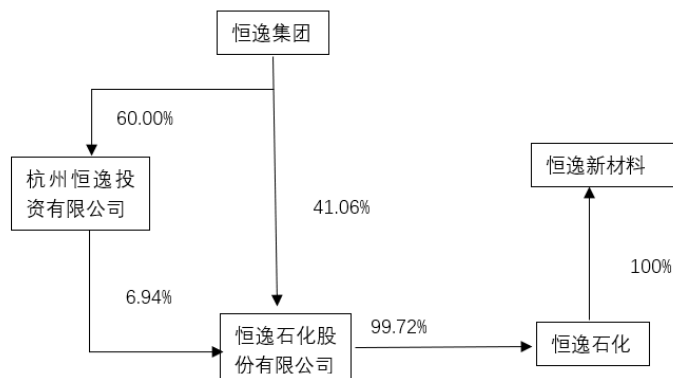 恒逸集团
60.00%
杭州恒逸投
资有限公司
恒逸新材料
41.06%
100%
6.94%
恒逸石化股
份有限公司
99.72%
恒逸石化